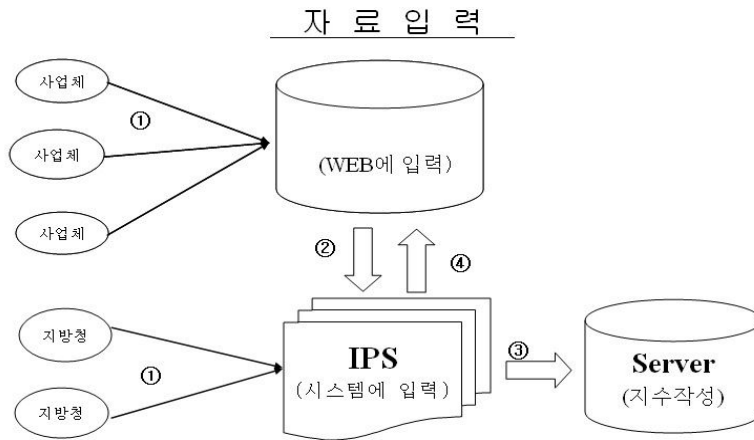 자 료 입 력
사업체
①
사업체
(WEB에 입력)
사업체
②
④
지방청
①
지방청
IPS
(시스템에 입력)
③
Server
(지수작성)